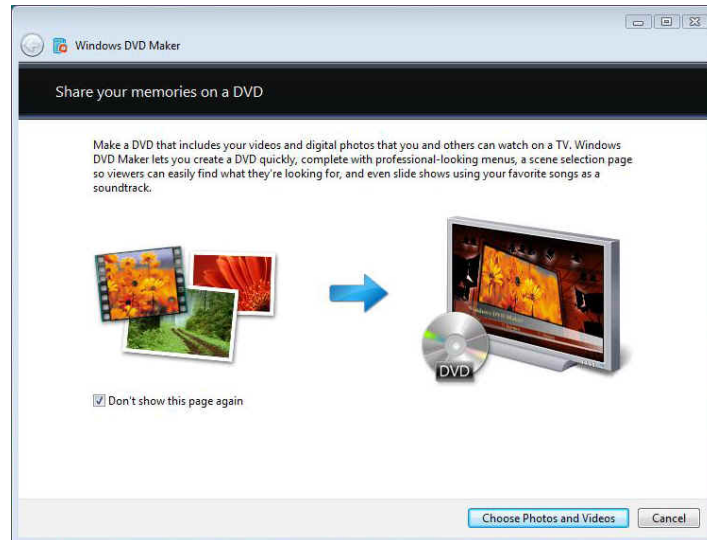 Windows DVD Maker
Share your memories on a DVD
Make a DVD that includes your videos and digital photos that you and others can watch on a TV. Windows
DVD Maker lets you create a DVD quickly, complete with professional-looking menus, a scene selection page
so viewers can easily find what they're looking for, and even slide shows using your favorite songs as a
soundtrack.
Windows DVD Maker
DVD
Don't show this page again
Choose Photos and Videos
Cancel